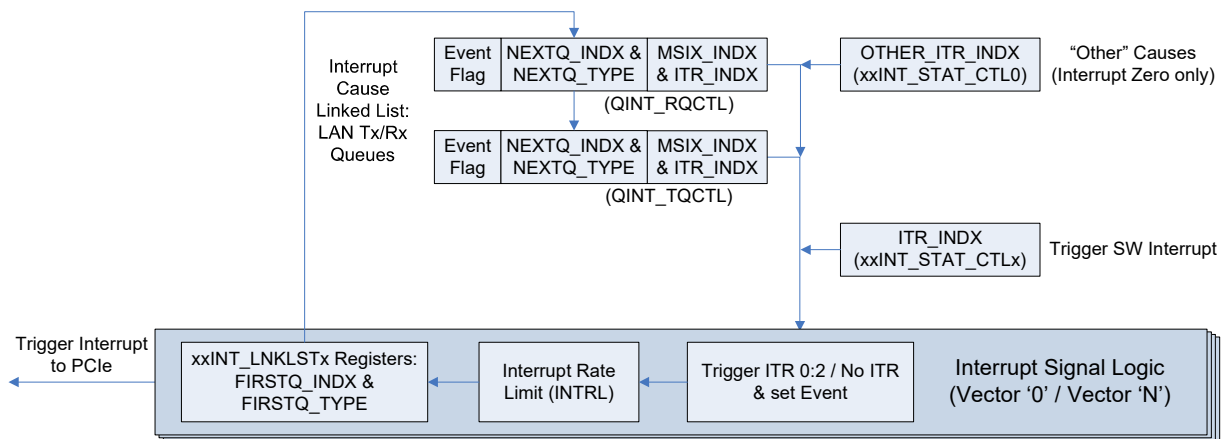 Interrupt
Cause
Linked List:
LAN Tx/Rx
Queues
Event
Flag
NEXTQ_INDX &
NEXTQ_TYPE
MSIX_INDX
& ITR_INDX
(QINT_RQCTL)
OTHER_ITR_INDX
(xxINT_STAT_CTL0)
“Other” Causes
(Interrupt Zero only)
Event
Flag
NEXTQ_INDX &
NEXTQ_TYPE
MSIX_INDX
& ITR_INDX
(QINT_TQCTL)
ITR_INDX
(xxINT_STAT_CTLx)
Trigger SW Interrupt
Trigger Interrupt
to PCIe
xxINT_LNKLSTx Registers:
FIRSTQ_INDX &
FIRSTQ_TYPE
Interrupt Rate
Limit (INTRL)
Trigger ITR 0:2 / No ITR
& set Event
Interrupt Signal Logic
(Vector ‘0’ / Vector ‘N’)